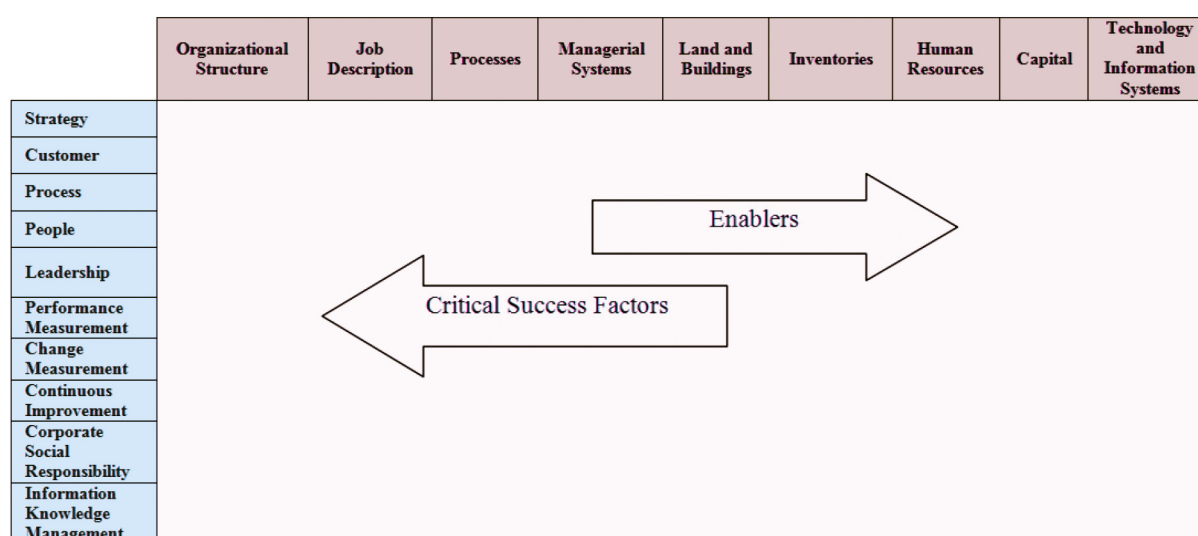 Organizational
Structure
Job
Description
Processes
Managerial
Systems
Land and
Buildings
Inventories
Human
Resources
Capital
Technology
and
Information
Systems
Strategy
Customer
Process
People
Leadership
Performance
Measurement
Change
Measurement
Continuous
Improvement
Corporate
Social
Responsibility
Information
Knowledge
Management
Enablers
Critical Success Factors